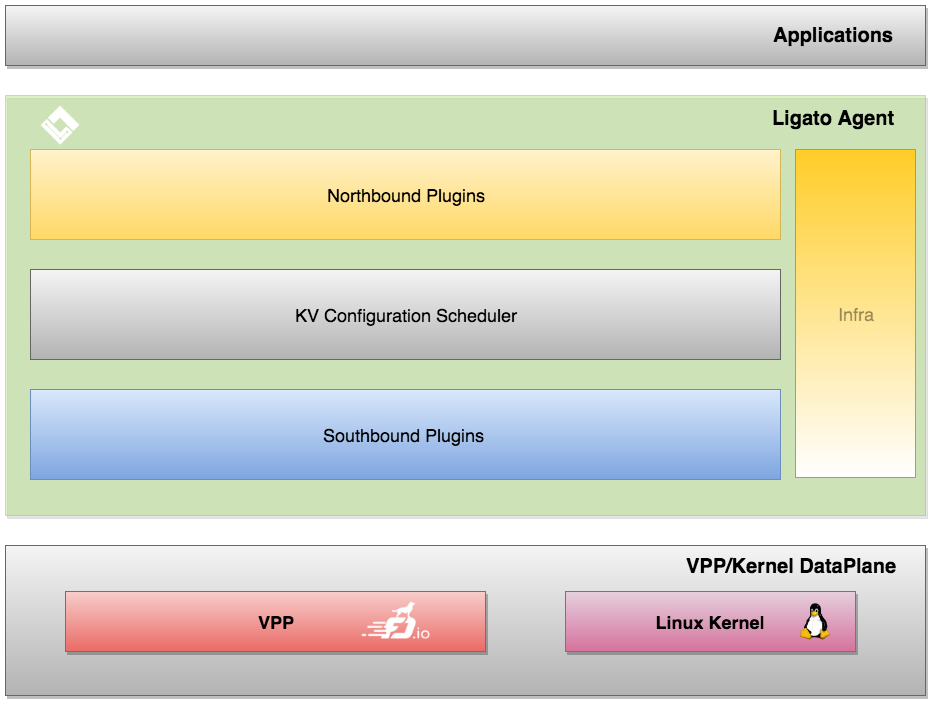 Applications
Ligato Agent
Northbound Plugins
KV Configuration Scheduler
Infra
Southbound Plugins
VPP/Kernel DataPlane
VPP
FD.io
Linux Kernel